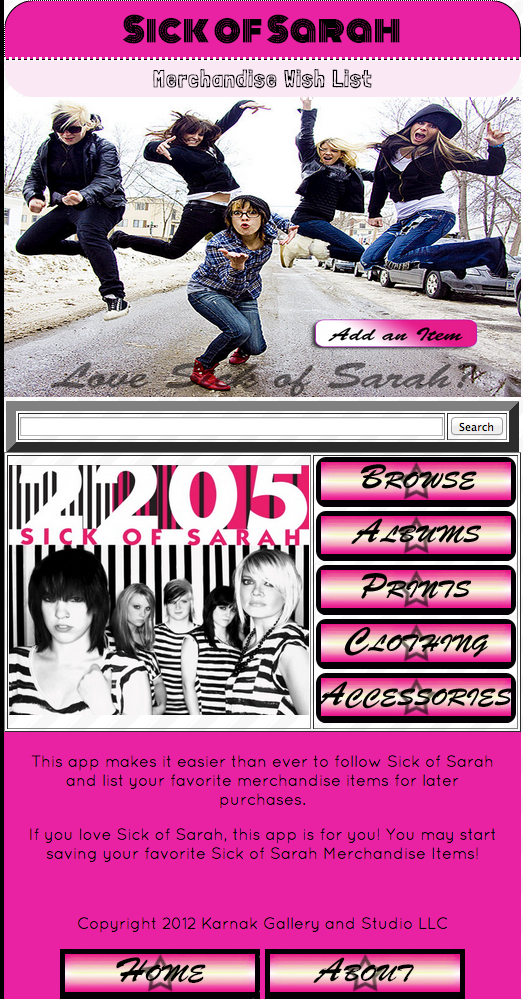 Sick of Sarah
Merchandise Wish List
Add an Item
Love Sick of Sarah?
Search
2205
SICK OF SARAH
BROWSE
ALBUMS
PRINTS
CLOTHING
ACCESSORIES
This app makes it easier than ever to follow Sick of Sarah
and list your favorite merchandise items for later
purchases.
If you love Sick of Sarah, this app is for you! You may start
saving your favorite Sick of Sarah Merchandise Items!
Copyright 2012 Karnak Gallery and Studio LLC
HOME
ABOUT